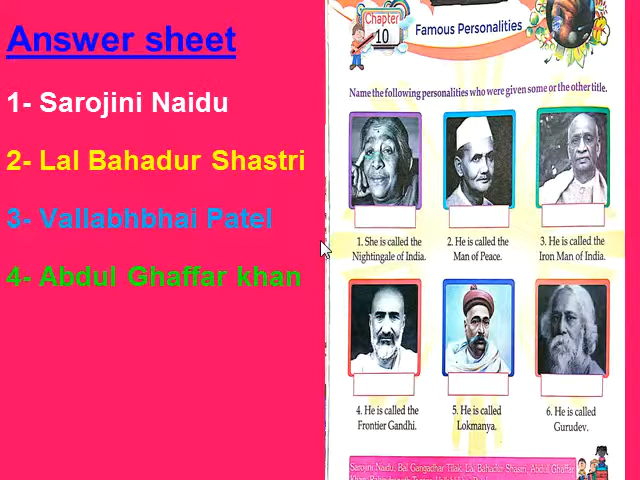 Answer sheet
1- Sarojini Naidu
2- Lal Bahadur Shastri
3- Vallabhbhai Patel
4- Abdul Ghaffar khan
Chapter
10
Famous Personalities
Name the following personalities who were given some or the other title.
1. She is called the
Nightingale of India.
2. He is called the
Man of Peace.
3. He is called the
Iron Man of India.
4. He is called the
Frontier Gandhi.
5. He is called
Lokmanya.
6. He is called
Gurudev.
Sarojini Naidu, Bal Gangadhar Tilak, Lal Bahadur Shastri, Abdul Ghaffar